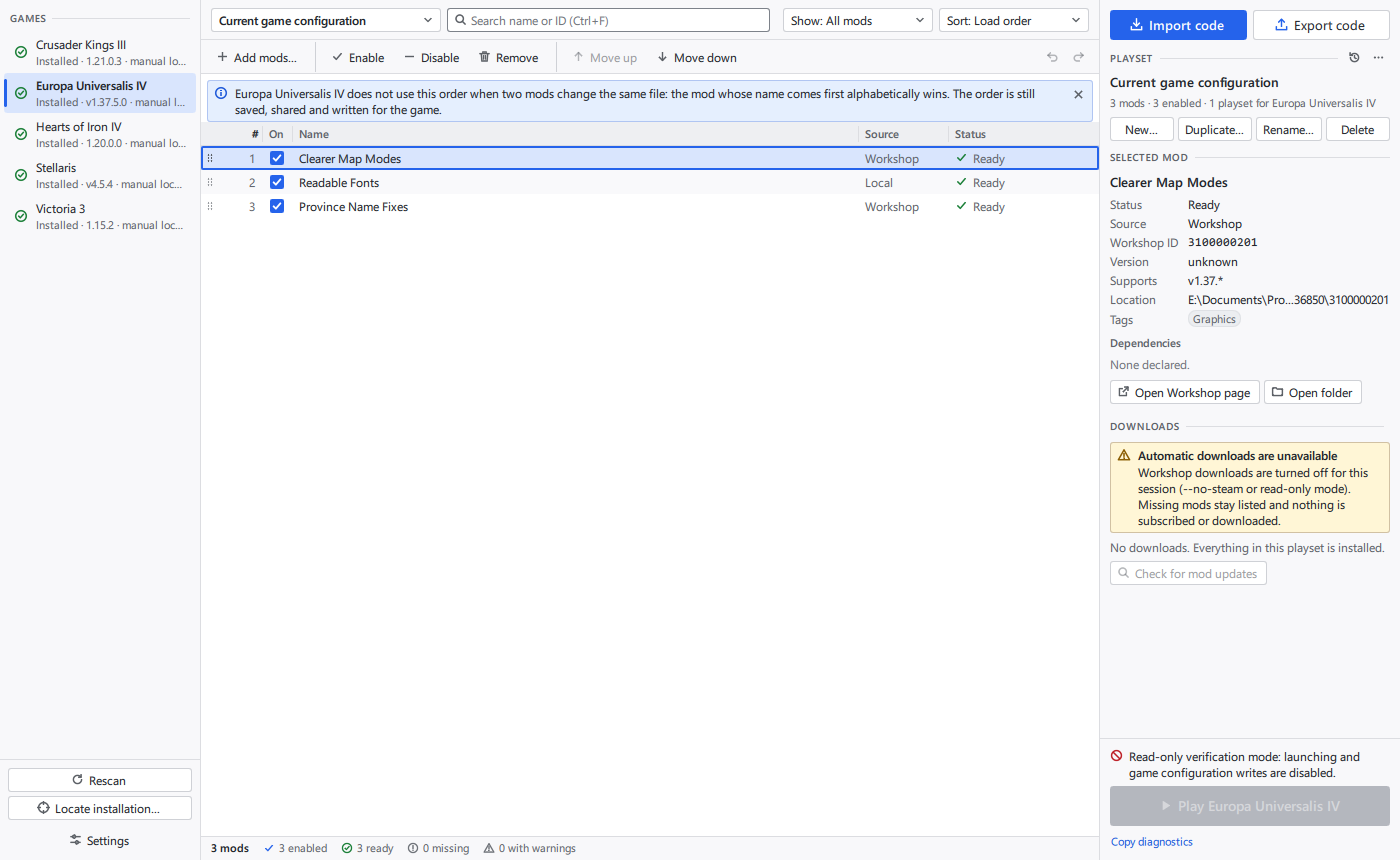 GAMES
Crusader Kings III
Installed · 1.21.0.3 · manual lo...
Europa Universalis IV
Installed · v1.37.5.0 · manual l...
Hearts of Iron IV
Installed · 1.20.0.0 · manual lo...
Stellaris
Installed · v4.5.4 · manual loc...
Victoria 3
Installed · 1.15.2 · manual loc...
Rescan
Locate installation...
Settings
Current game configuration
Search name or ID (Ctrl+F)
Show: All mods
Sort: Load order
Add mods...
Enable
Disable
Remove
Move up
Move down
Europa Universalis IV does not use this order when two mods change the same file: the mod whose name comes first alphabetically wins. The order is still
saved, shared and written for the game.
# On Name Source Status
1 Clearer Map Modes Workshop Ready
2 Readable Fonts Local Ready
3 Province Name Fixes Workshop Ready
3 mods 3 enabled 3 ready 0 missing 0 with warnings
Import code
Export code
PLAYSET
Current game configuration
3 mods · 3 enabled · 1 playset for Europa Universalis IV
New... Duplicate... Rename... Delete
SELECTED MOD
Clearer Map Modes
Status Ready
Source Workshop
Workshop ID 3100000201
Version unknown
Supports v1.37.*
Location E:\Documents\Pro...36850\3100000201
Tags Graphics
Dependencies
None declared.
Open Workshop page
Open folder
DOWNLOADS
Automatic downloads are unavailable
Workshop downloads are turned off for this
session (--no-steam or read-only mode).
Missing mods stay listed and nothing is
subscribed or downloaded.
No downloads. Everything in this playset is installed.
Check for mod updates
Read-only verification mode: launching and
game configuration writes are disabled.
Play Europa Universalis IV
Copy diagnostics